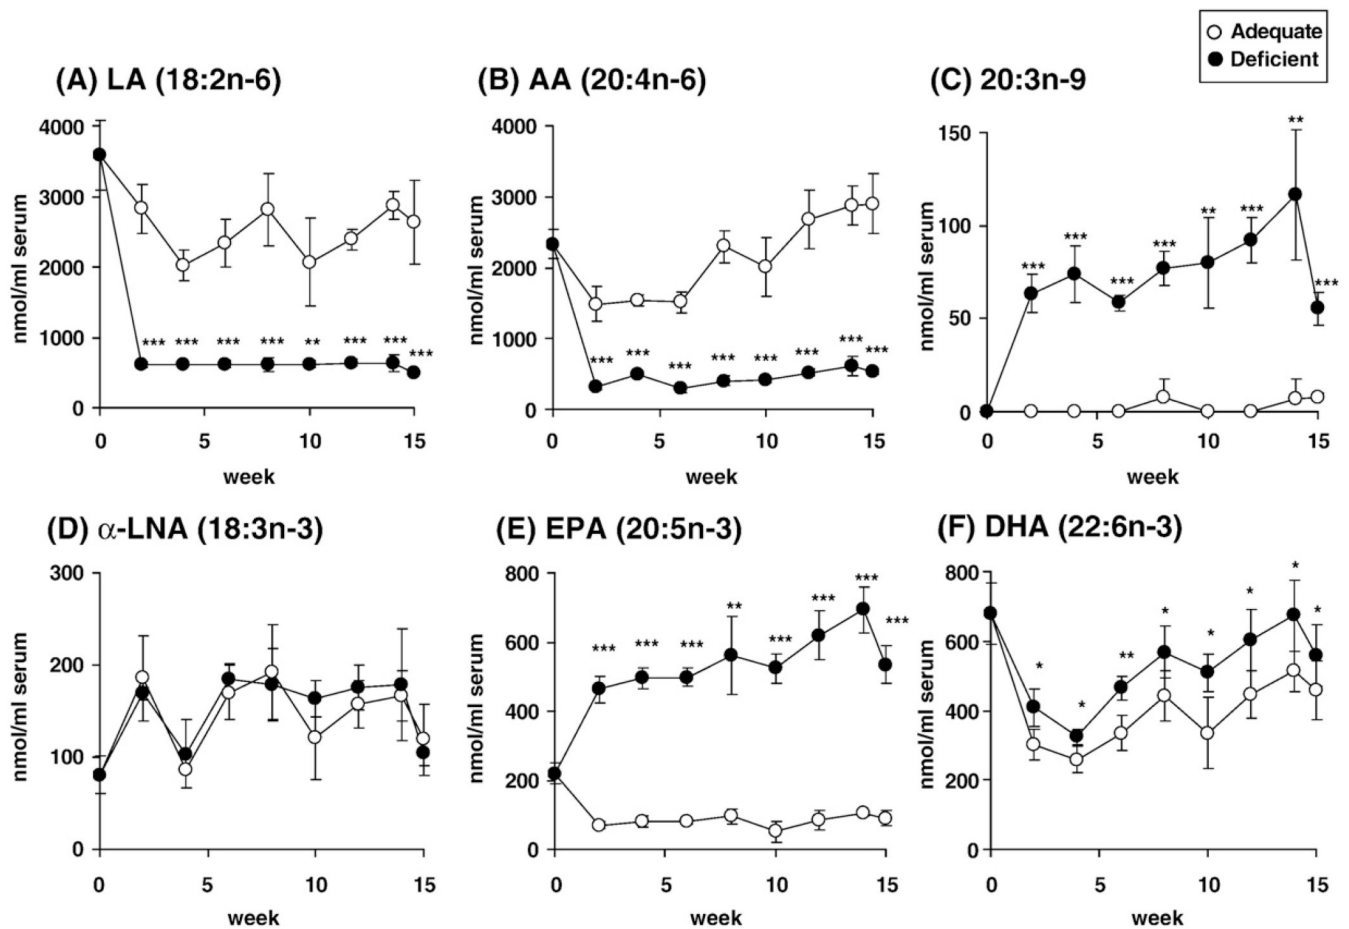 Adequate
Deficient
(A) LA (18:2n-6)
(B) AA (20:4n-6)
(C) 20:3n-9
nmol/ml serum
4000
3000
2000
1000
0
*** *** *** *** ** *** *** ***
0 5 10 15
week
nmol/ml serum
4000
3000
2000
1000
0
*** *** *** *** *** *** *** ***
0 5 10 15
week
nmol/ml serum
150
100
50
0
*** *** *** *** ** *** ** ***
0 5 10 15
week
(D) α-LNA (18:3n-3)
(E) EPA (20:5n-3)
(F) DHA (22:6n-3)
nmol/ml serum
300
200
100
0
0 5 10 15
week
nmol/ml serum
800
600
400
200
0
*** *** *** ** *** *** *** ***
0 5 10 15
week
nmol/ml serum
800
600
400
200
0
* * ** * * * * *
0 5 10 15
week